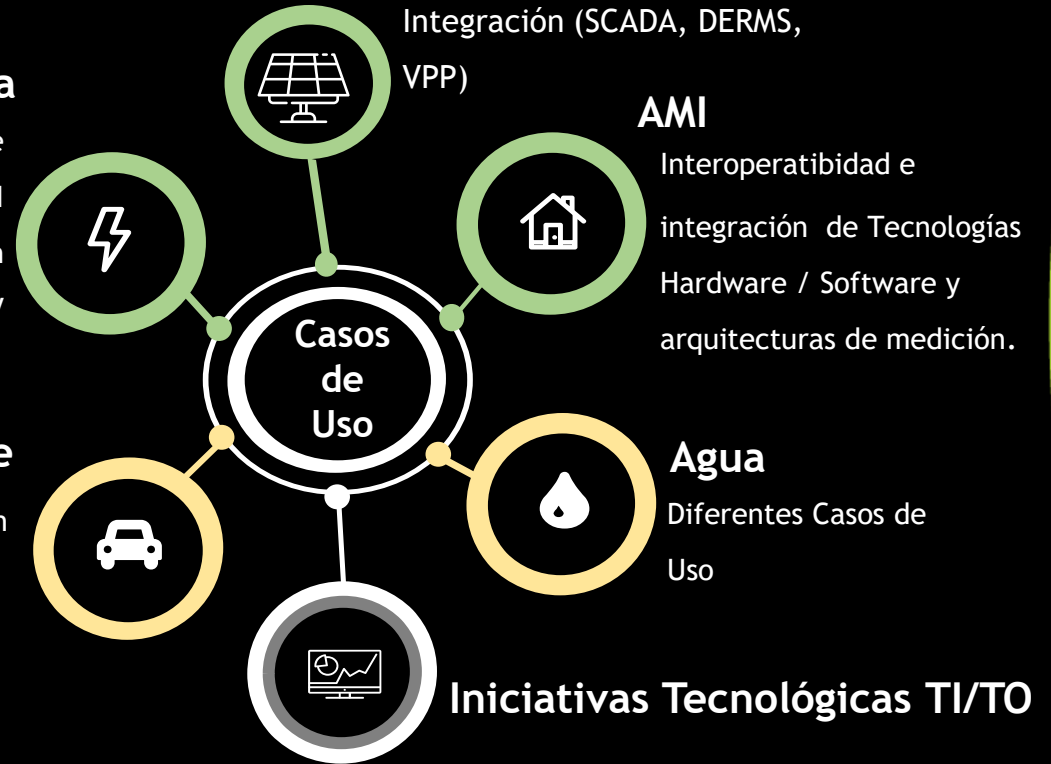 Integración (SCADA, DERMS,
VPP)
AMI
Interoperatibidad e
integración de Tecnologías
Hardware / Software y
arquitecturas de medición.
Casos
de
Uso
Agua
Diferentes Casos de
Uso
Iniciativas Tecnológicas TI/TO